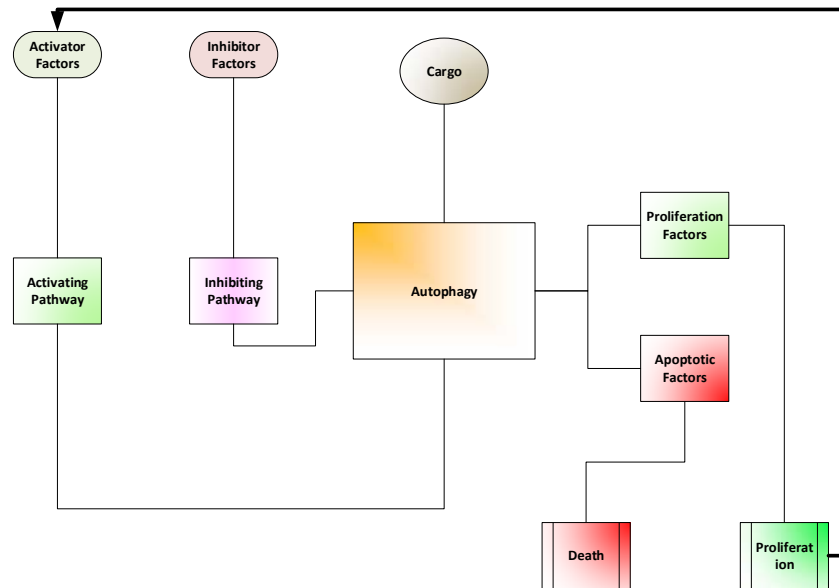 Activator
Factors
Inhibitor
Factors
Cargo
Proliferation
Factors
Activating
Pathway
Inhibiting
Pathway
Autophagy
Apoptotic
Factors
Death
Proliferat
ion